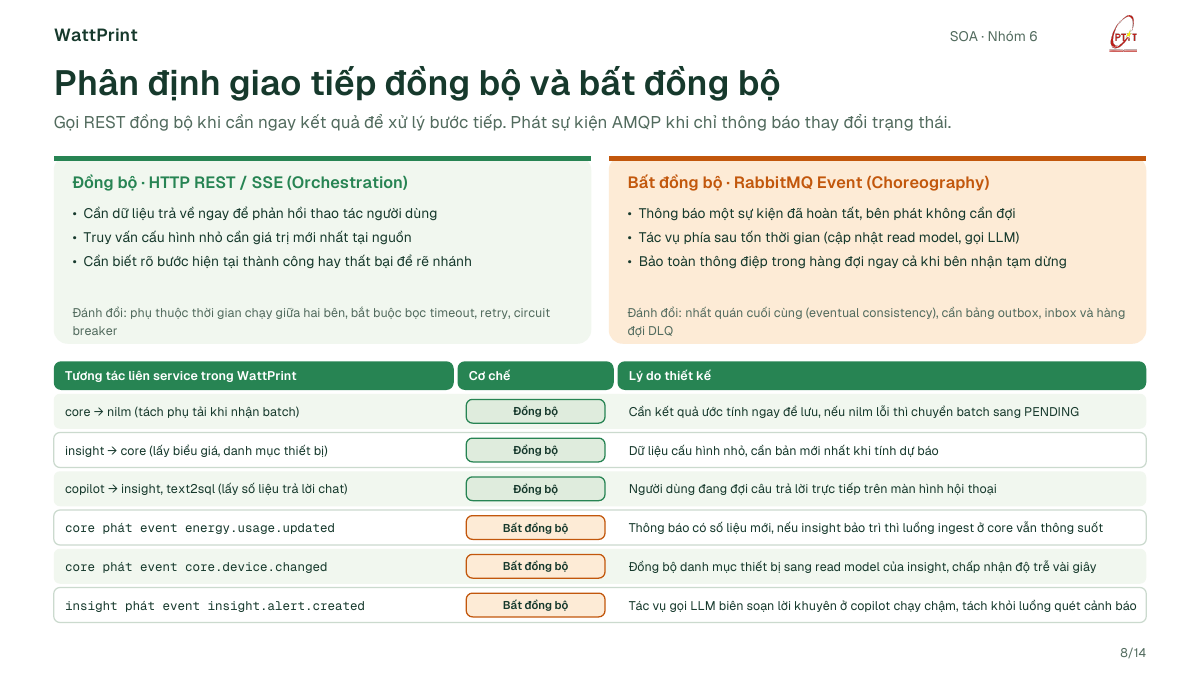 WattPrint
SOA · Nhóm 6
PTIT
Phân định giao tiếp đồng bộ và bất đồng bộ
Gọi REST đồng bộ khi cần ngay kết quả để xử lý bước tiếp. Phát sự kiện AMQP khi chỉ thông báo thay đổi trạng thái.
Đồng bộ · HTTP REST / SSE (Orchestration)
• Cần dữ liệu trả về ngay để phản hồi thao tác người dùng
• Truy vấn cấu hình nhỏ cần giá trị mới nhất tại nguồn
• Cần biết rõ bước hiện tại thành công hay thất bại để rẽ nhánh
Đánh đổi: phụ thuộc thời gian chạy giữa hai bên, bắt buộc bọc timeout, retry, circuit
breaker
Bất đồng bộ · RabbitMQ Event (Choreography)
• Thông báo một sự kiện đã hoàn tất, bên phát không cần đợi
• Tác vụ phía sau tốn thời gian (cập nhật read model, gọi LLM)
• Bảo toàn thông điệp trong hàng đợi ngay cả khi bên nhận tạm dừng
Đánh đổi: nhất quán cuối cùng (eventual consistency), cần bảng outbox, inbox và hàng
đợi DLQ
Tương tác liên service trong WattPrint Cơ chế Lý do thiết kế
core → nilm (tách phụ tải khi nhận batch) Đồng bộ Cần kết quả ước tính ngay để lưu, nếu nilm lỗi thì chuyển batch sang PENDING
insight → core (lấy biểu giá, danh mục thiết bị) Đồng bộ Dữ liệu cấu hình nhỏ, cần bản mới nhất khi tính dự báo
copilot → insight, text2sql (lấy số liệu trả lời chat) Đồng bộ Người dùng đang đợi câu trả lời trực tiếp trên màn hình hội thoại
core phát event energy.usage.updated Bất đồng bộ Thông báo có số liệu mới, nếu insight bảo trì thì luồng ingest ở core vẫn thông suốt
core phát event core.device.changed Bất đồng bộ Đồng bộ danh mục thiết bị sang read model của insight, chấp nhận độ trễ vài giây
insight phát event insight.alert.created Bất đồng bộ Tác vụ gọi LLM biên soạn lời khuyên ở copilot chạy chậm, tách khỏi luồng quét cảnh báo
8/14